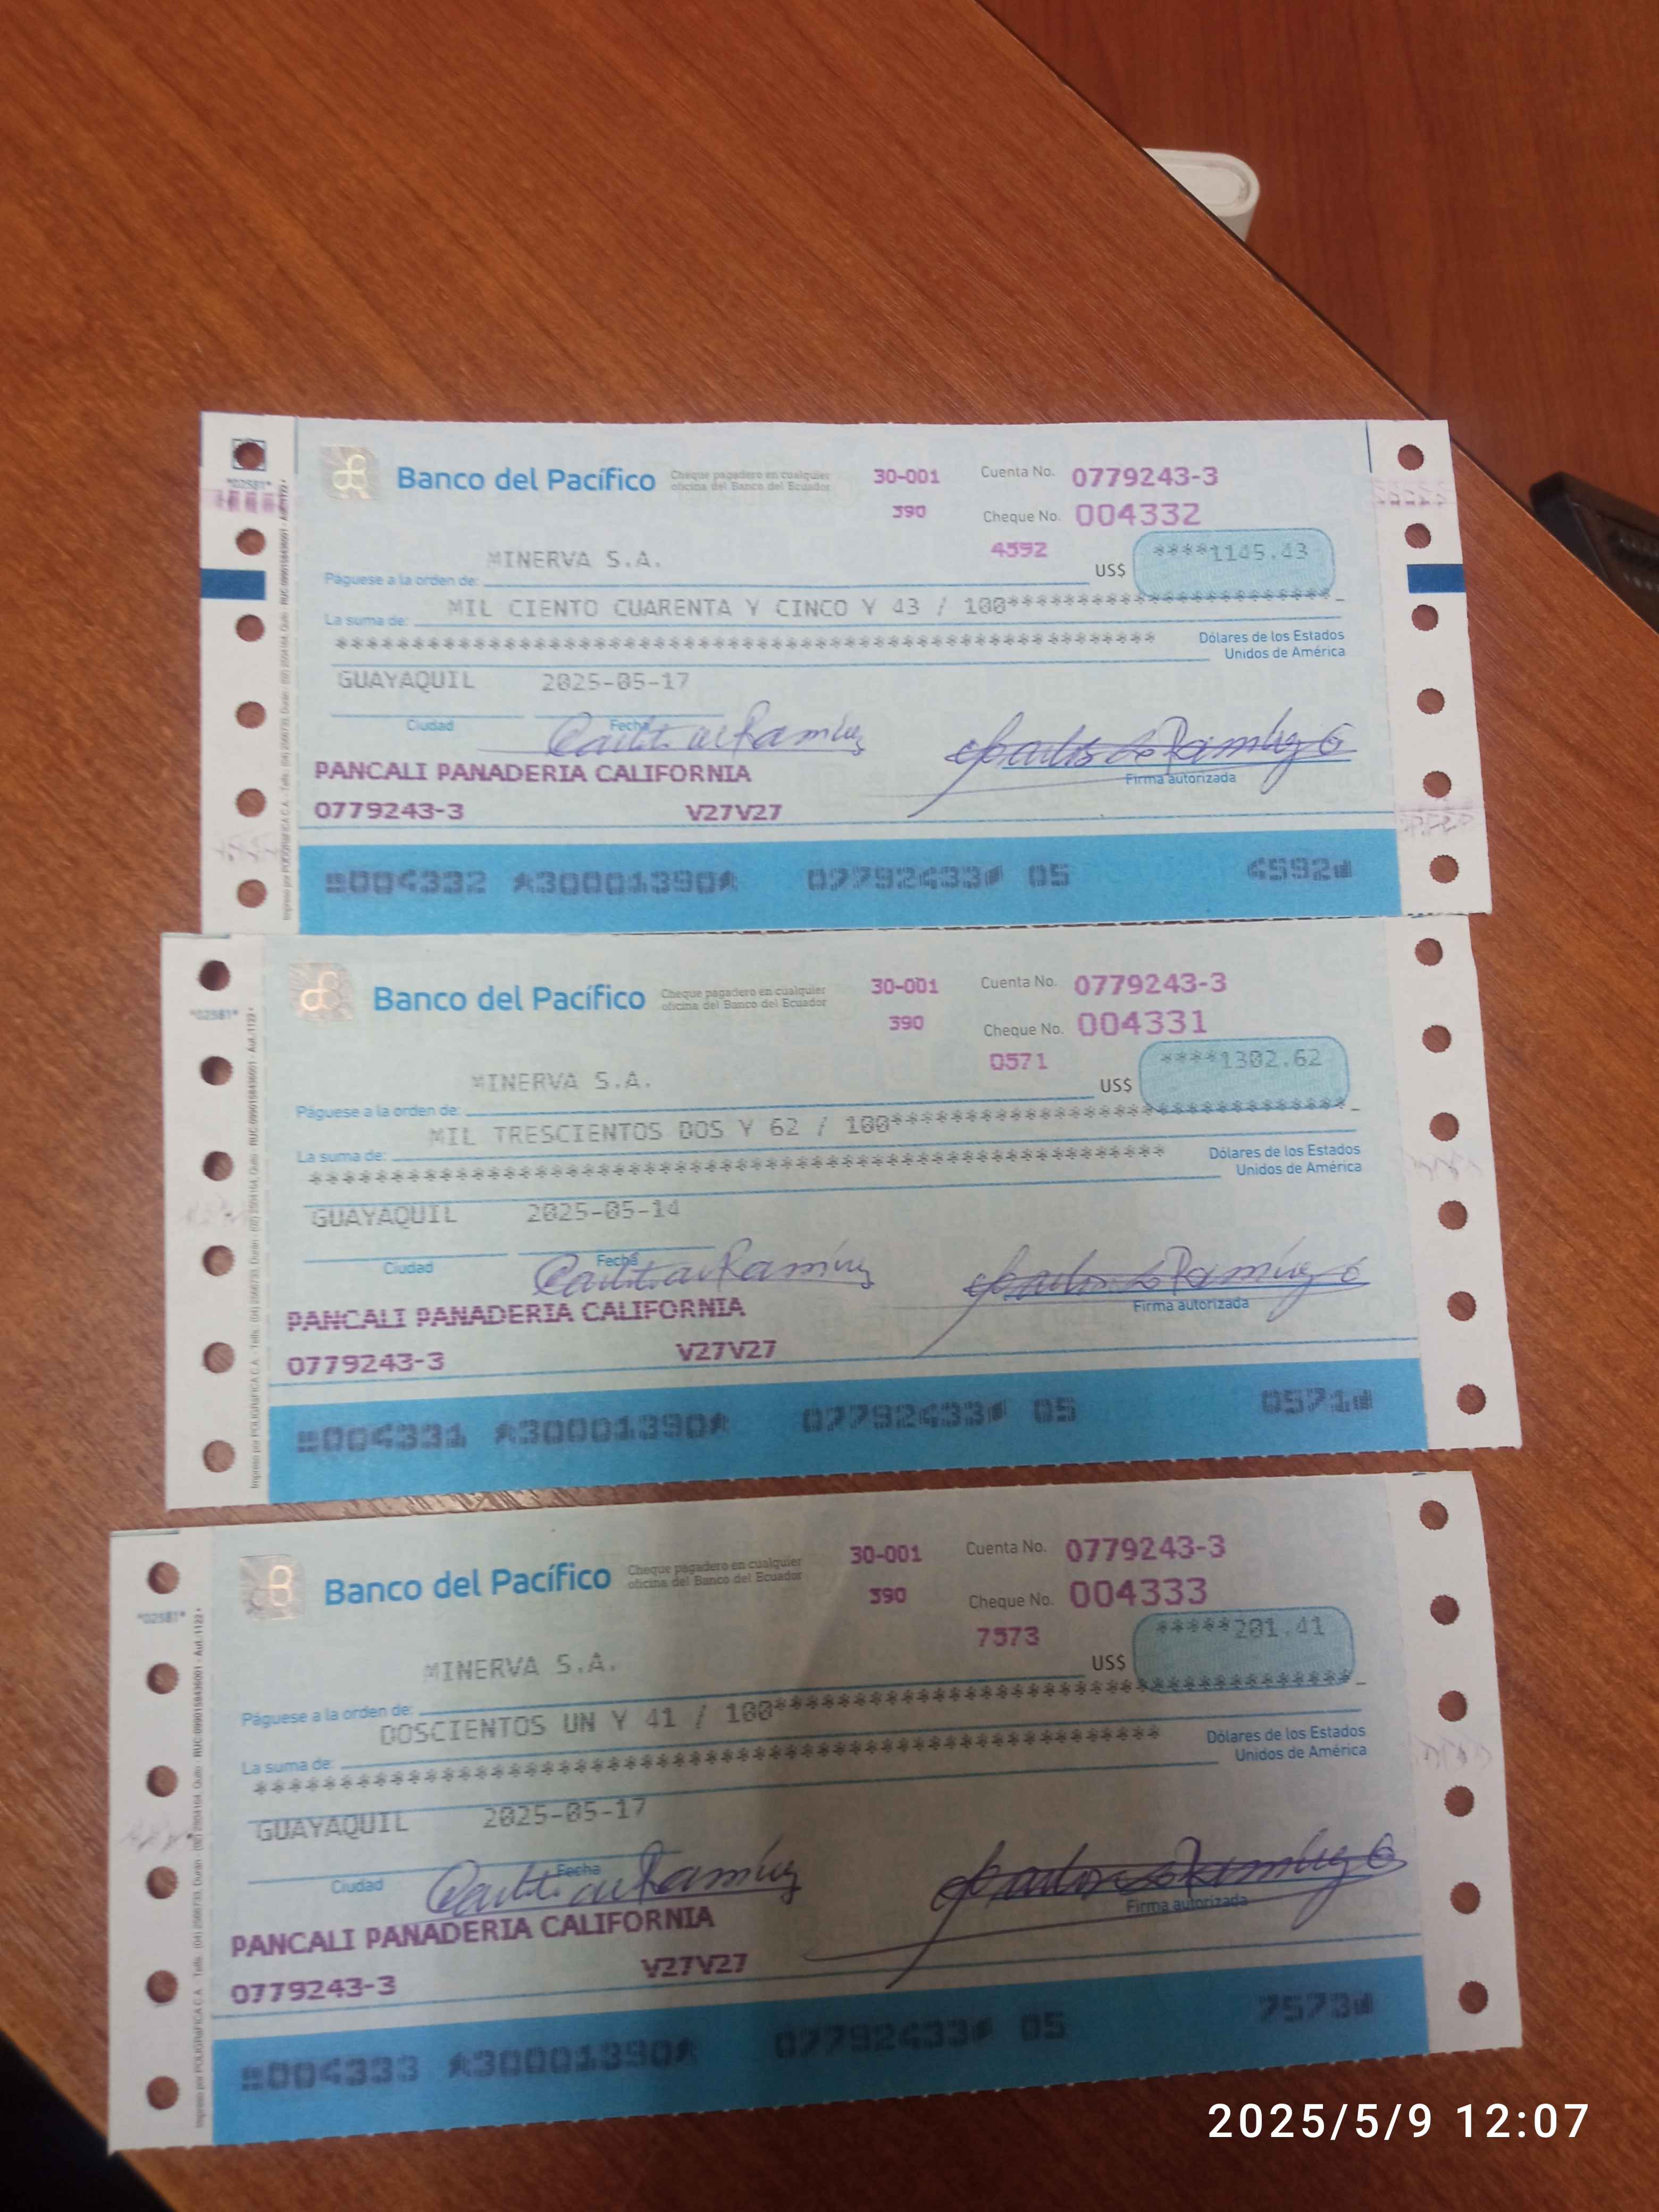 Banco del Pacífico
Cheque pagadero en cualquier
oficina del Banco del Ecuador
30-001
390
Cuenta No. 0779243-3
Cheque No. 004332
4592
*02581*
MINERVA S.A.
Páguese a la orden de:
US$ ****1145.43
MIL CIENTO CUARENTA Y CINCO Y 43 / 100
La suma de:
Dólares de los Estados
Unidos de América
GUAYAQUIL 2025-05-17
Ciudad Fecha
Firma autorizada
PANCALI PANADERIA CALIFORNIA
0779243-3 V27V27
004332 30001390 07792433 05 4592
Banco del Pacífico
Cheque pagadero en cualquier
oficina del Banco del Ecuador
30-001
390
Cuenta No. 0779243-3
Cheque No. 004331
0571
*02581*
MINERVA S.A.
Páguese a la orden de:
US$ ****1302.62
MIL TRESCIENTOS DOS Y 62 / 100
La suma de:
Dólares de los Estados
Unidos de América
GUAYAQUIL 2025-05-14
Ciudad Fecha
Firma autorizada
PANCALI PANADERIA CALIFORNIA
0779243-3 V27V27
004331 30001390 07792433 05 0571
Banco del Pacífico
Cheque pagadero en cualquier
oficina del Banco del Ecuador
30-001
390
Cuenta No. 0779243-3
Cheque No. 004333
7573
*02581*
MINERVA S.A.
Páguese a la orden de:
US$ *****201.41
DOSCIENTOS UN Y 41 / 100
La suma de:
Dólares de los Estados
Unidos de América
GUAYAQUIL 2025-05-17
Ciudad Fecha
Firma autorizada
PANCALI PANADERIA CALIFORNIA
0779243-3 V27V27
004333 30001390 07792433 05 7573
2025/5/9 12:07